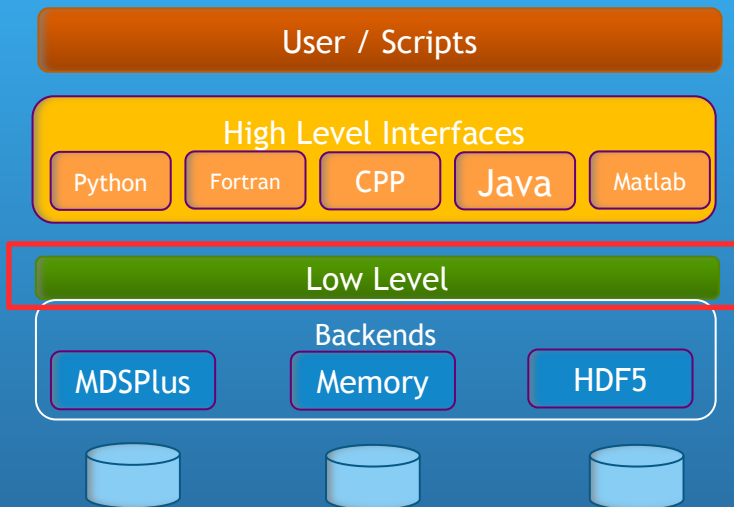 User / Scripts
High Level Interfaces
Python Fortran CPP Java Matlab
Low Level
Backends
MDSPlus Memory HDF5